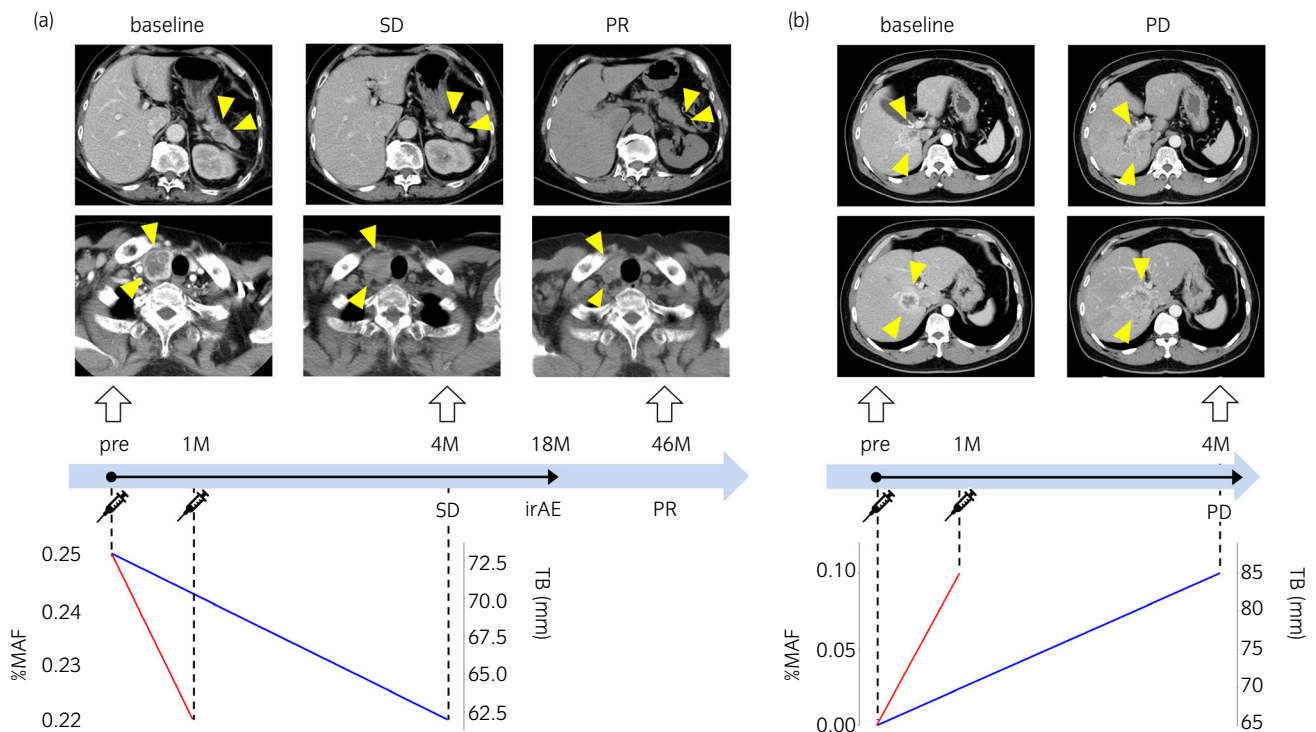 (a)
baseline
SD
PR
pre
1M
4M
18M
46M
SD
irAE
PR
0.25
0.24
0.23
0.22
%MAF
72.5
70.0
67.5
65.0
62.5
TB (mm)
(b)
baseline
PD
pre
1M
4M
PD
0.10
0.05
0.00
%MAF
85
80
75
70
65
TB (mm)